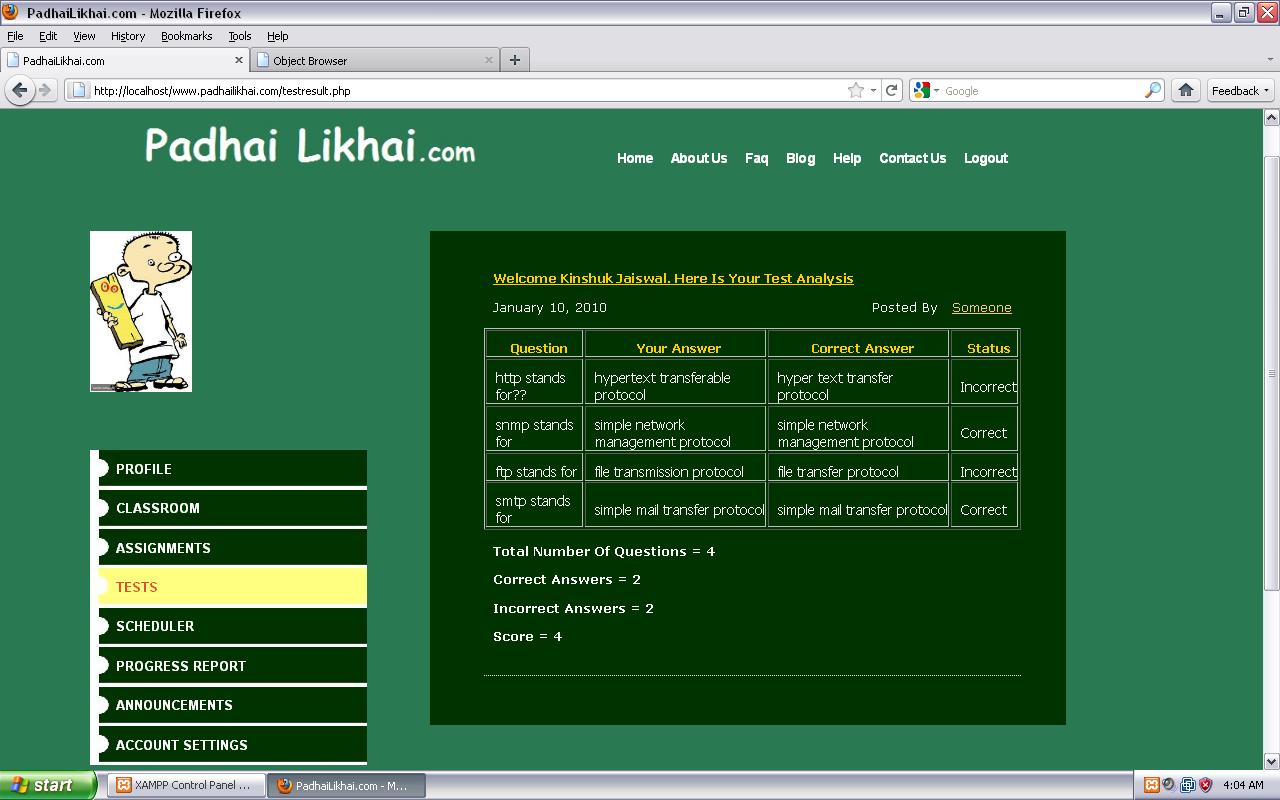 PadhaiLikhai.com - Mozilla Firefox
File Edit View History Bookmarks Tools Help
PadhaiLikhai.com Object Browser
http://localhost/www.padhailikhai.com/testresult.php Google Feedback
Padhai Likhai.com
Home About Us Faq Blog Help Contact Us Logout
Welcome Kinshuk Jaiswal. Here Is Your Test Analysis
January 10, 2010 Posted By Someone
Question Your Answer Correct Answer Status
http stands for?? hypertext transferable protocol hyper text transfer protocol Incorrect
snmp stands for simple network management protocol simple network management protocol Correct
ftp stands for file transmission protocol file transfer protocol Incorrect
smtp stands for simple mail transfer protocol simple mail transfer protocol Correct
Total Number Of Questions = 4
Correct Answers = 2
Incorrect Answers = 2
Score = 4
PROFILE
CLASSROOM
ASSIGNMENTS
TESTS
SCHEDULER
PROGRESS REPORT
ANNOUNCEMENTS
ACCOUNT SETTINGS
start XAMPP Control Panel ... PadhaiLikhai.com - M... 4:04 AM